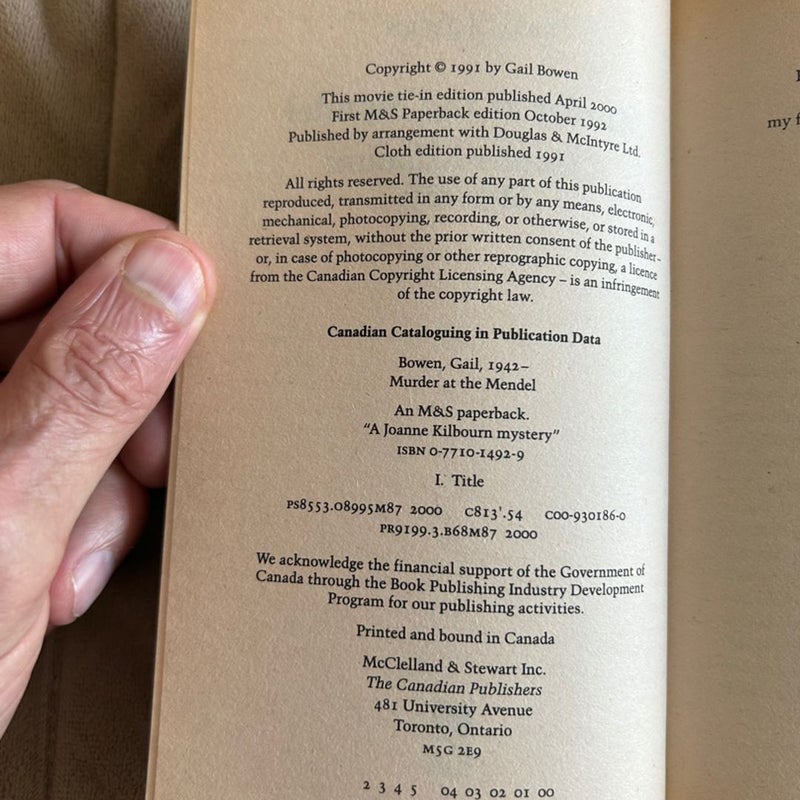 Copyright © 1991 by Gail Bowen
This movie tie-in edition published April 2000
First M&S Paperback edition October 1992
Published by arrangement with Douglas & McIntyre Ltd.
Cloth edition published 1991
All rights reserved. The use of any part of this publication
reproduced, transmitted in any form or by any means, electronic,
mechanical, photocopying, recording, or otherwise, or stored in a
retrieval system, without the prior written consent of the publisher –
or, in case of photocopying or other reprographic copying, a licence
from the Canadian Copyright Licensing Agency – is an infringement
of the copyright law.
Canadian Cataloguing in Publication Data
Bowen, Gail, 1942–
Murder at the Mendel
An M&S paperback.
"A Joanne Kilbourn mystery"
ISBN 0-7710-1492-9
I. Title
PS8553.08995M87 2000 C813'.54 C00-930186-0
PR9199.3.B68M87 2000
We acknowledge the financial support of the Government of
Canada through the Book Publishing Industry Development
Program for our publishing activities.
Printed and bound in Canada
McClelland & Stewart Inc.
The Canadian Publishers
481 University Avenue
Toronto, Ontario
M5G 2E9
2 3 4 5 04 03 02 01 00
my